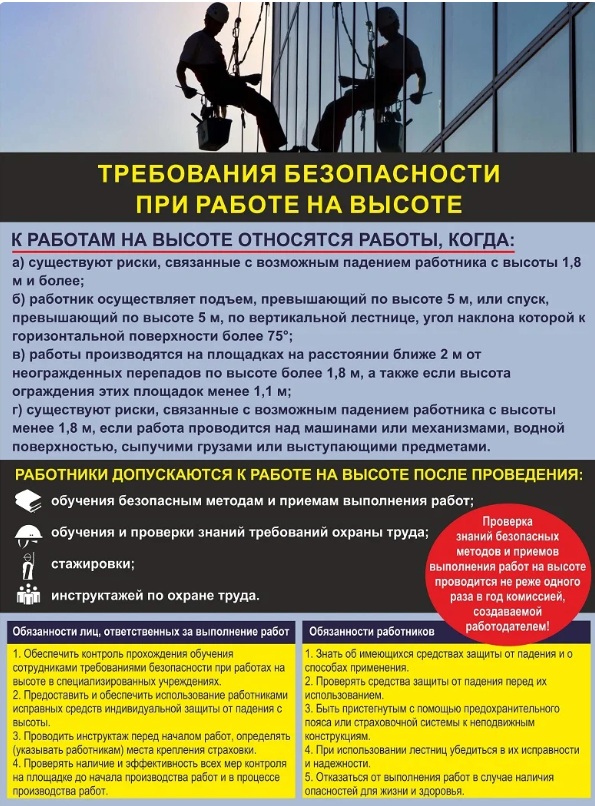 ТРЕБОВАНИЯ БЕЗОПАСНОСТИ
ПРИ РАБОТЕ НА ВЫСОТЕ
К РАБОТАМ НА ВЫСОТЕ ОТНОСЯТСЯ РАБОТЫ, КОГДА:
а) существуют риски, связанные с возможным падением работника с высоты 1,8
м и более;
б) работник осуществляет подъем, превышающий по высоте 5 м, или спуск,
превышающий по высоте 5 м, по вертикальной лестнице, угол наклона которой к
горизонтальной поверхности более 75°;
в) работы производятся на площадках на расстоянии ближе 2 м от
неогражденных перепадов по высоте более 1,8 м, а также если высота
ограждения этих площадок менее 1,1 м;
г) существуют риски, связанные с возможным падением работника с высоты
менее 1,8 м, если работа проводится над машинами или механизмами, водной
поверхностью, сыпучими грузами или выступающими предметами.
РАБОТНИКИ ДОПУСКАЮТСЯ К РАБОТЕ НА ВЫСОТЕ ПОСЛЕ ПРОВЕДЕНИЯ:
обучения безопасным методам и приемам выполнения работ;
обучения и проверки знаний требований охраны труда;
стажировки;
инструктажей по охране труда.
Проверка
знаний безопасных
методов и приемов
выполнения работ на высоте
проводится не реже одного
раза в год комиссией,
создаваемой
работодателем!
Обязанности лиц, ответственных за выполнение работ
1. Обеспечить контроль прохождения обучения
сотрудниками требованиями безопасности при работах на
высоте в специализированных учреждениях.
2. Предоставить и обеспечить использование работниками
исправных средств индивидуальной защиты от падения с
высоты.
3. Проводить инструктаж перед началом работ, определять
(указывать работникам) места крепления страховки.
4. Проверять наличие и эффективность всех мер контроля
на площадке до начала производства работ и в процессе
производства работ.
Обязанности работников
1. Знать об имеющихся средствах защиты от падения и о
способах применения.
2. Проверять средства защиты от падения перед их
использованием.
3. Быть пристегнутым с помощью предохранительного
пояса или страховочной системы к неподвижным
конструкциям.
4. При использовании лестниц убедиться в их исправности
и надежности.
5. Отказаться от выполнения работ в случае наличия
опасностей для жизни и здоровья.